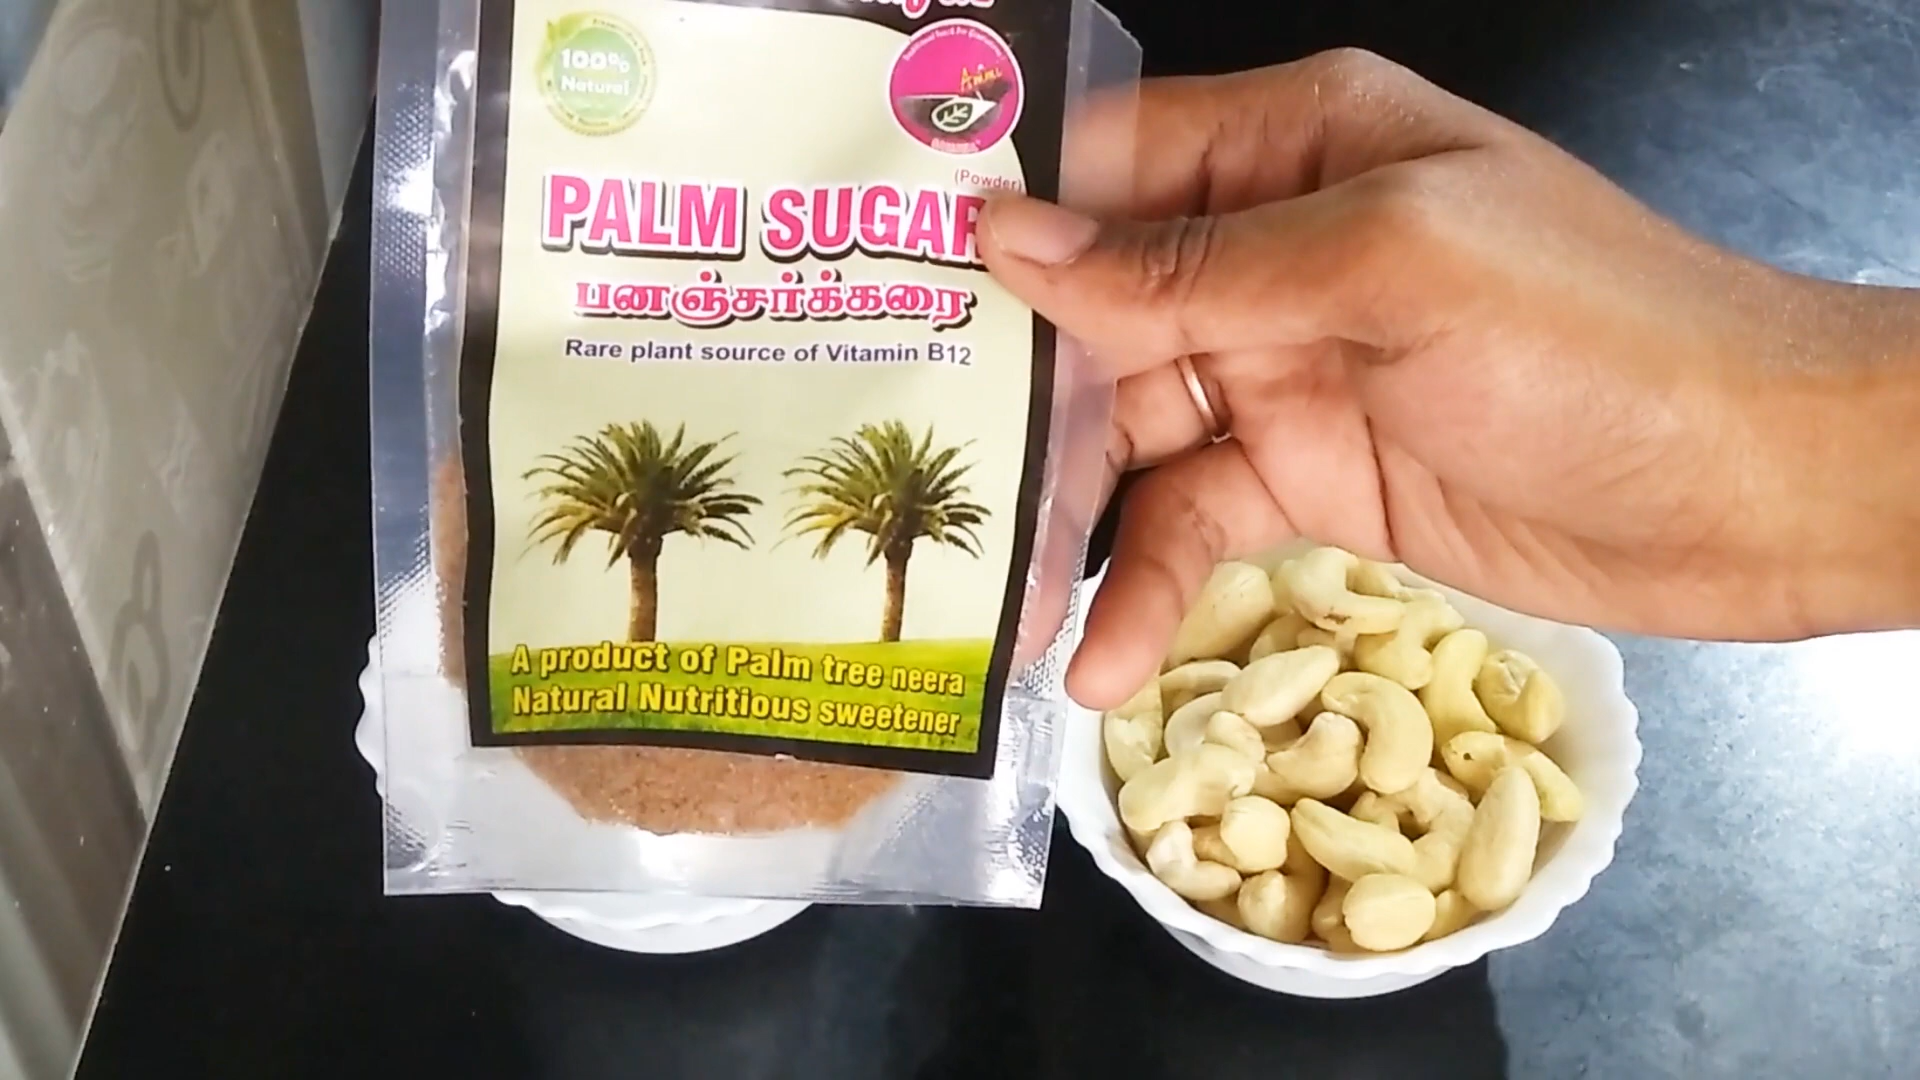 100%
Natural
(Powder)
PALM SUGAR
பனஞ்சர்க்கரை
Rare plant source of Vitamin B12
A product of Palm tree neera
Natural Nutritious sweetener